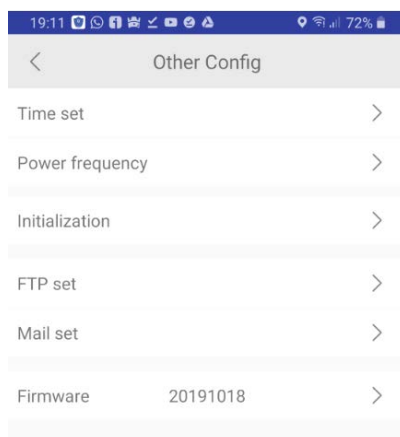 19:11 72%
Other Config
Time set
Power frequency
Initialization
FTP set
Mail set
Firmware 20191018